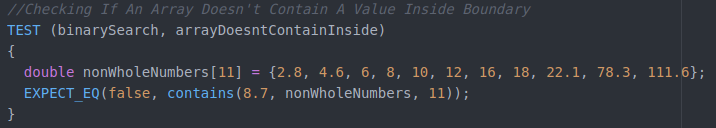 //Checking If An Array Doesn't Contain A Value Inside Boundary
TEST (binarySearch, arrayDoesntContainInside)
{
  double nonWholeNumbers[11] = {2.8, 4.6, 6, 8, 10, 12, 16, 18, 22.1, 78.3, 111.6};
  EXPECT_EQ(false, contains(8.7, nonWholeNumbers, 11));
}